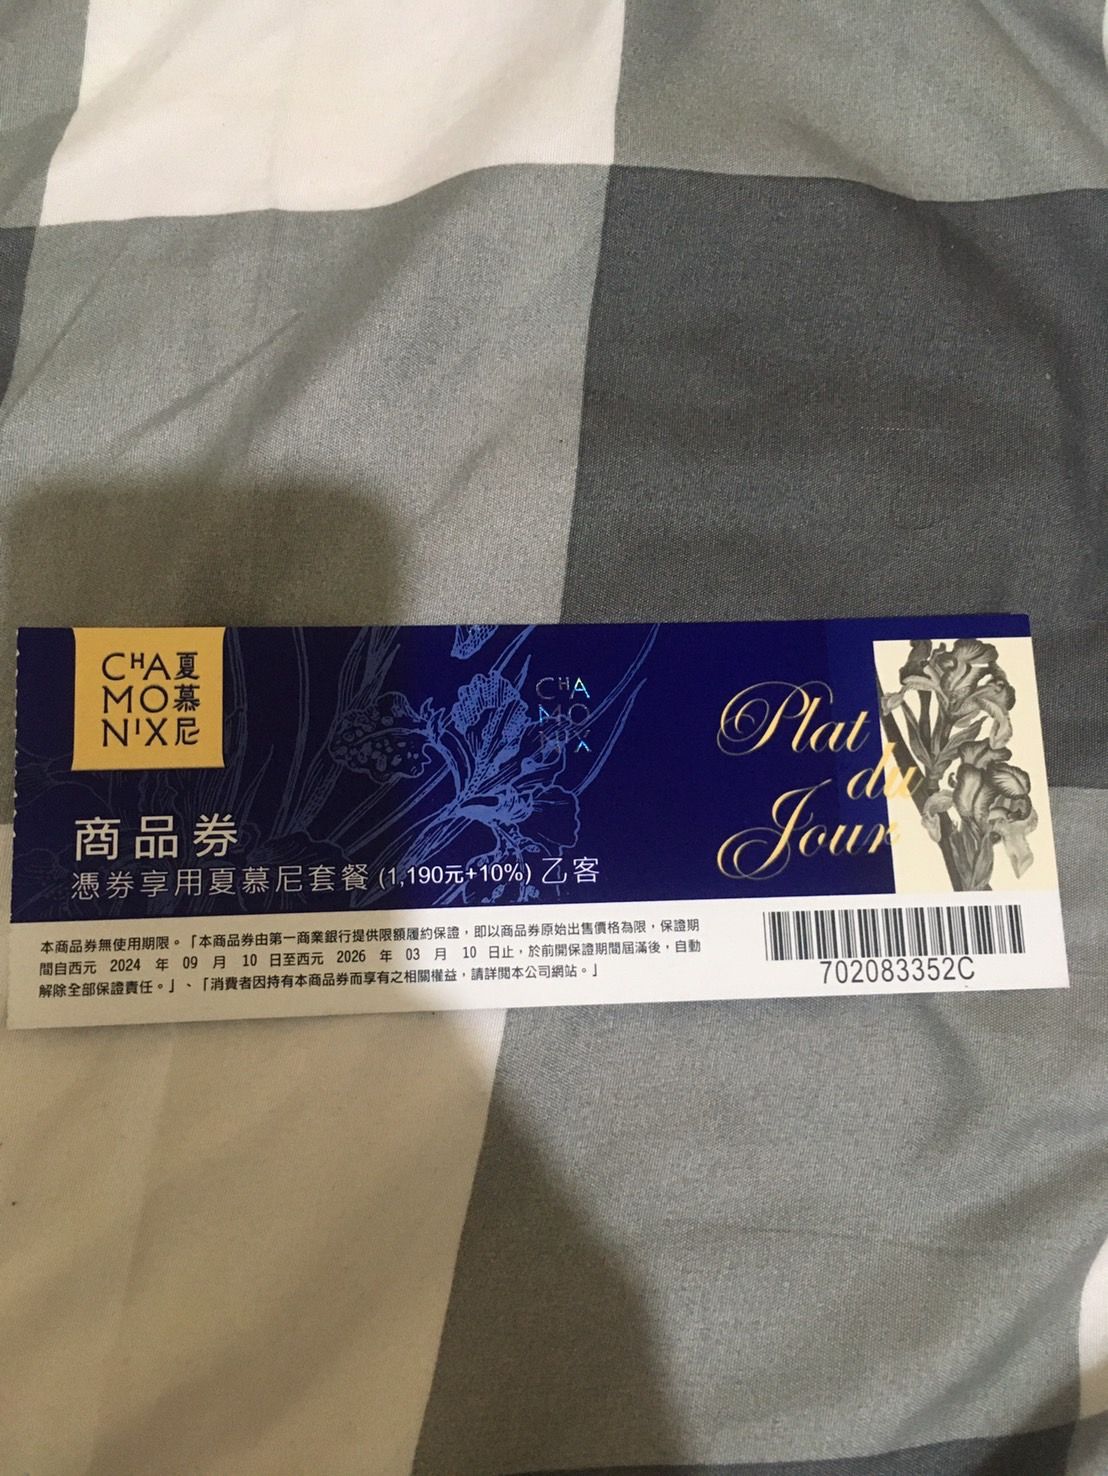 CHA夏
MO慕
NIX尼
CHA
MO
NIX
Plat
du
Jour
商品券
憑券享用夏慕尼套餐 (1,190元+10%) 乙客
本商品券無使用期限。「本商品券由第一商業銀行提供限額履約保證，即以商品券原始出售價格為限，保證期
間自西元 2024 年 09 月 10 日至西元 2026 年 03 月 10 日止，於前開保證期間屆滿後，自動
解除全部保證責任。」、「消費者因持有本商品券而享有之相關權益，請詳閱本公司網站。」
702083352C